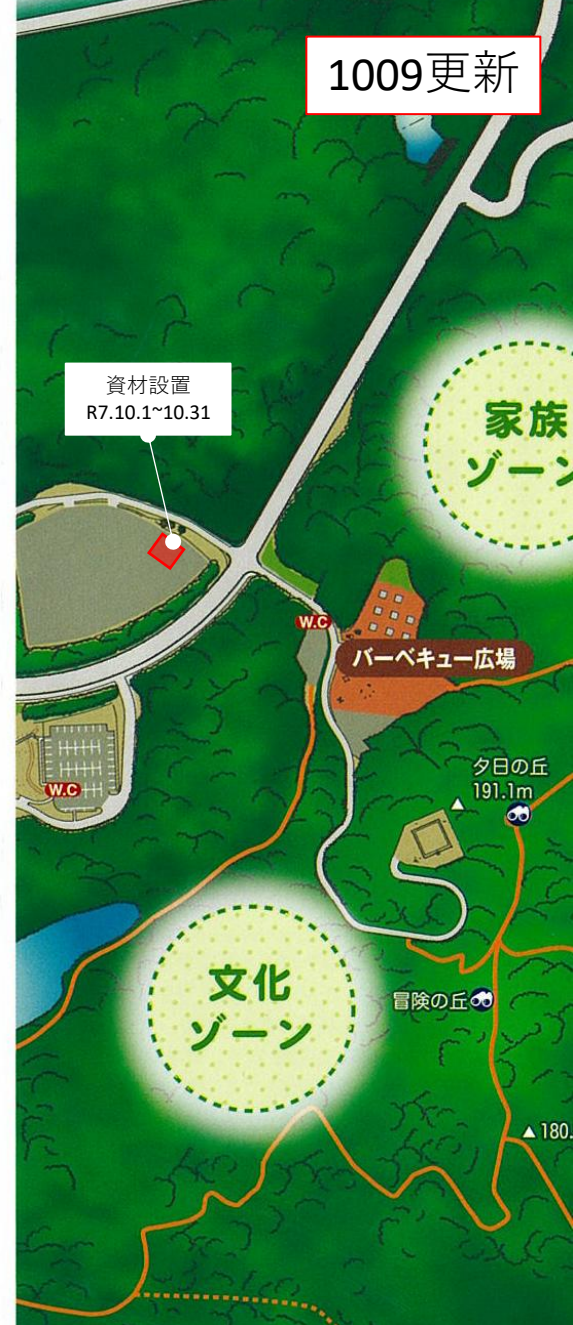 1009更新
資材設置
R7.10.1~10.31
家族
ゾーン
W.C
バーベキュー広場
夕日の丘
191.1m
W.C
文化
ゾーン
冒険の丘
180.